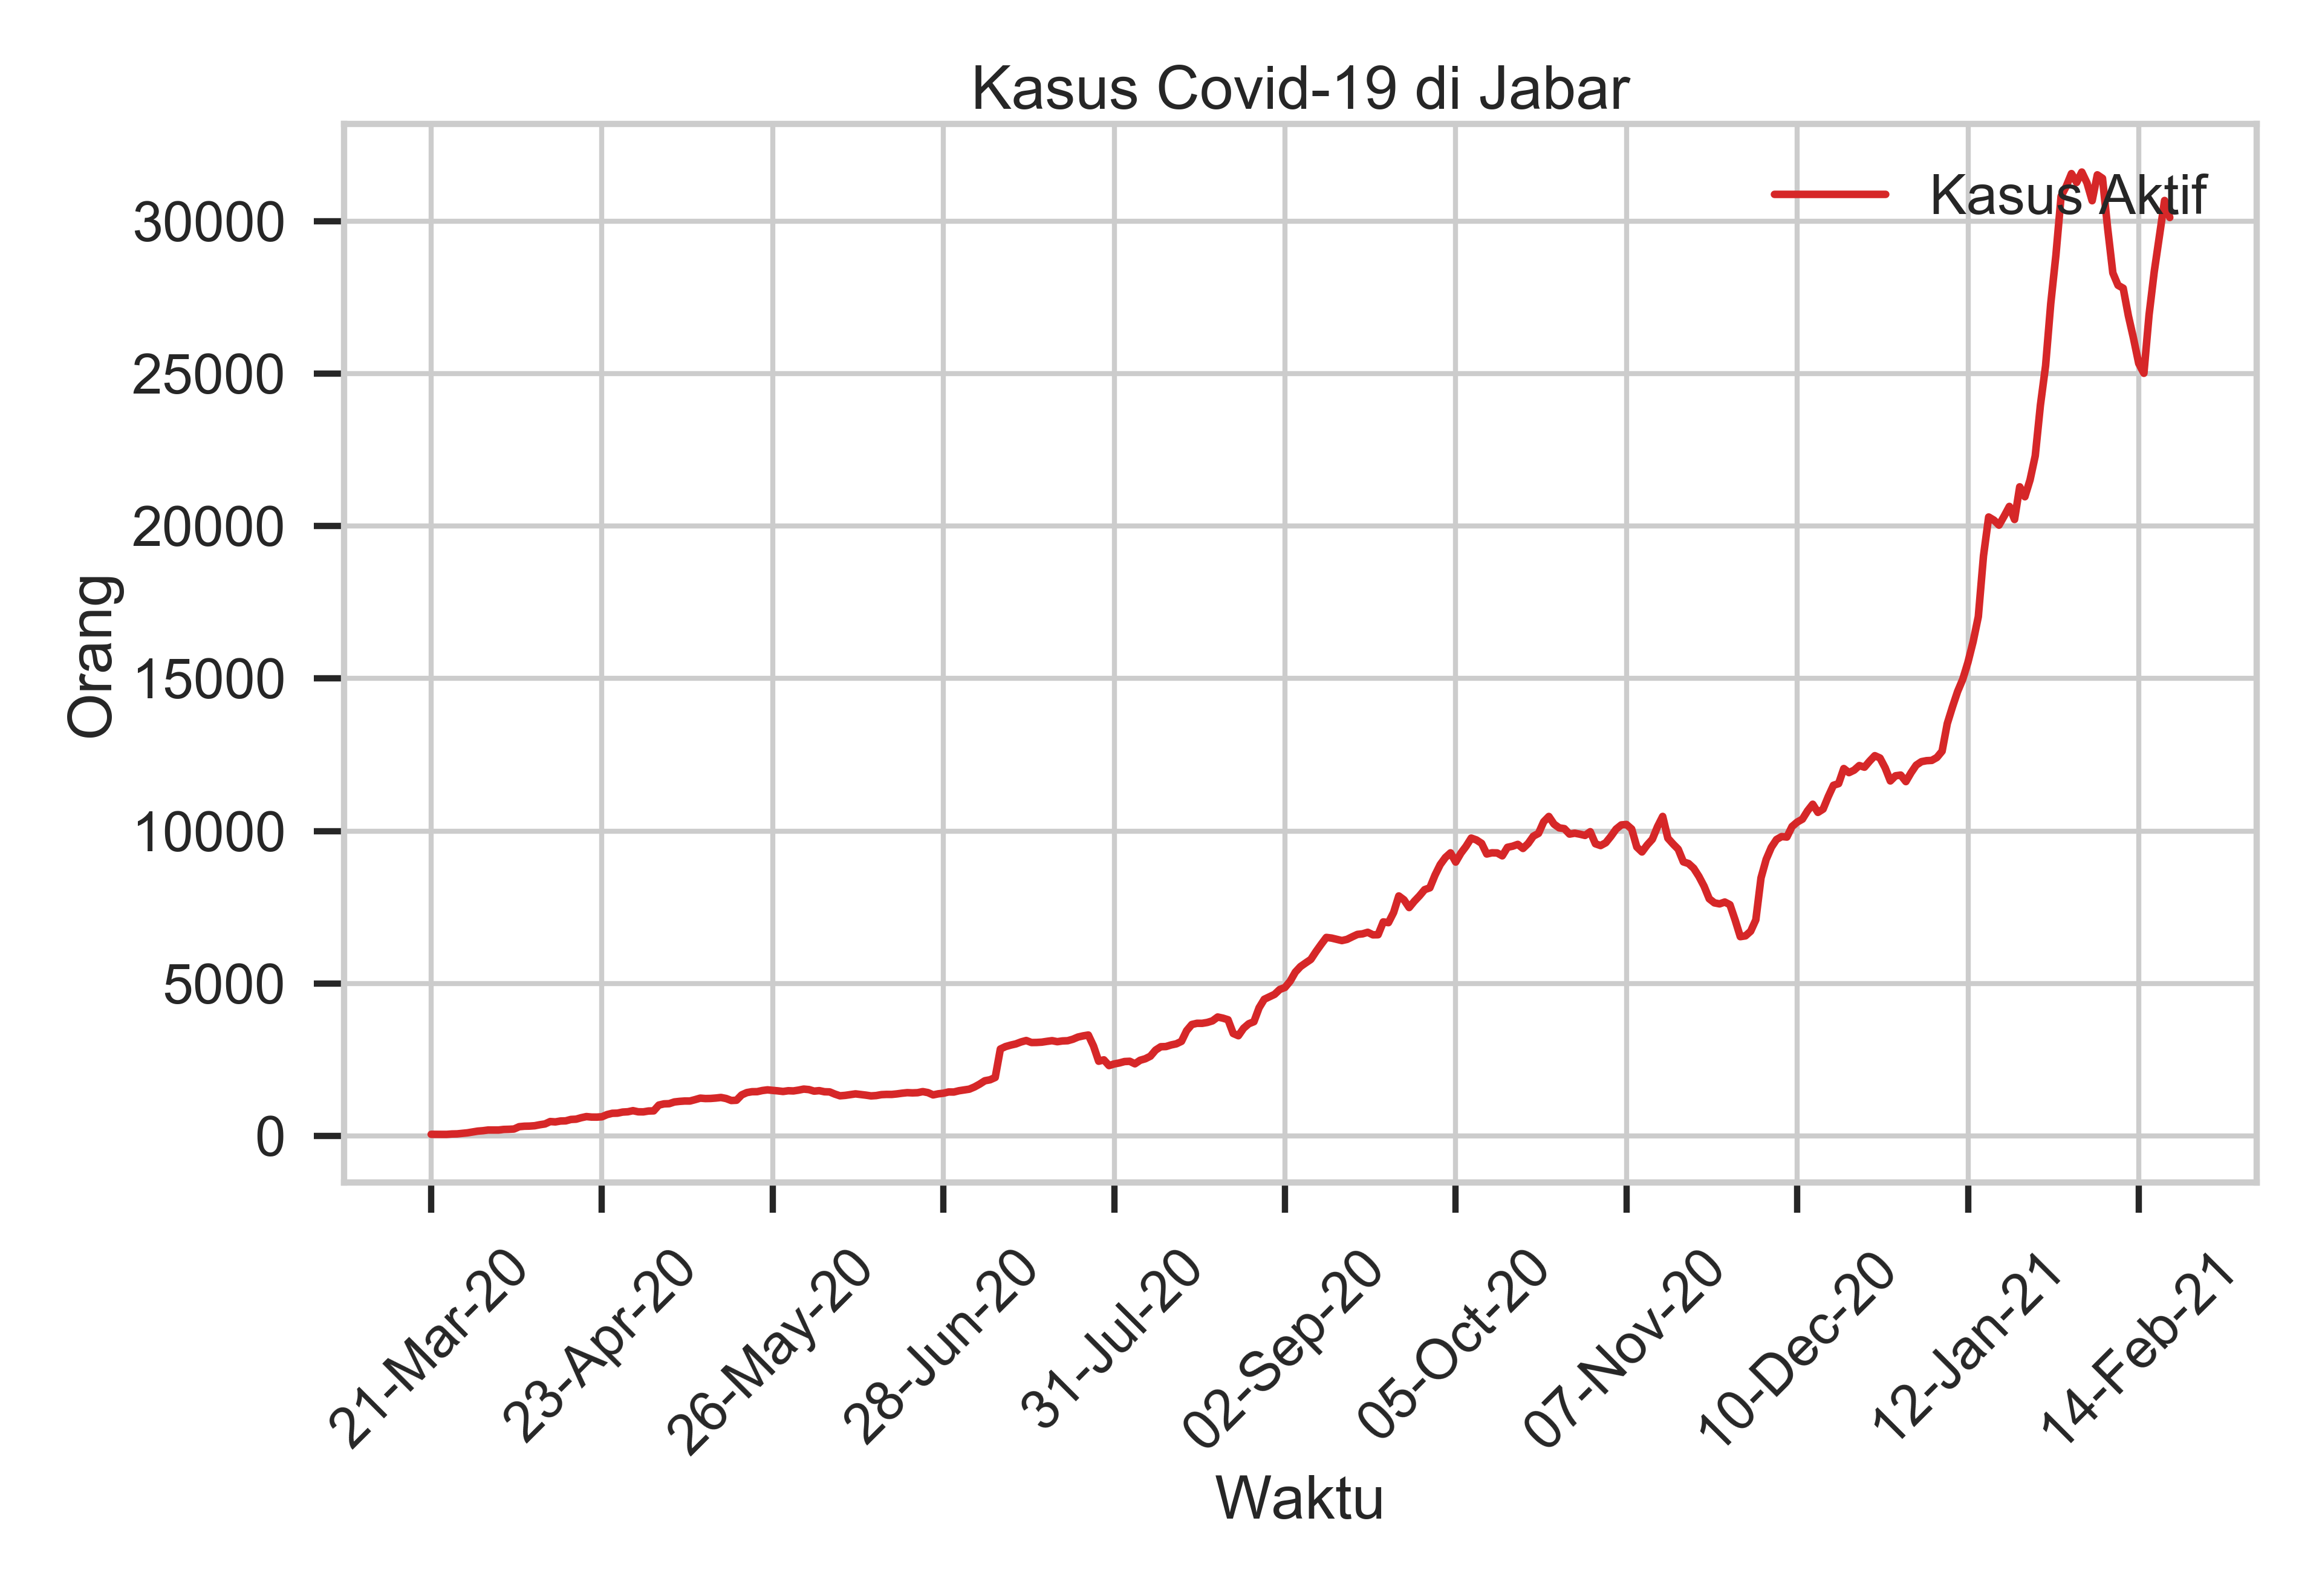 Kasus Covid-19 di Jabar
Kasus Aktif
30000
25000
20000
15000
10000
5000
0
Orang
21-Mar-20
23-Apr-20
26-May-20
28-Jun-20
31-Jul-20
02-Sep-20
05-Oct-20
07-Nov-20
10-Dec-20
12-Jan-21
14-Feb-21
Waktu